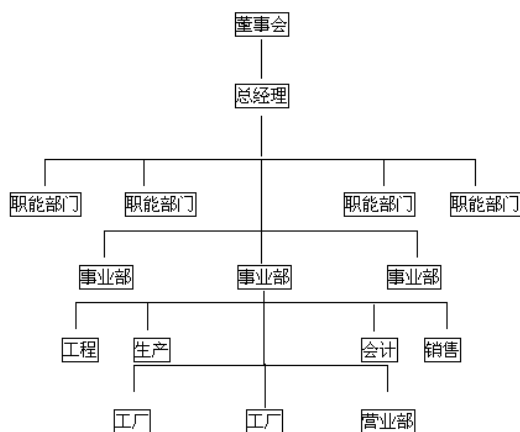 董事会
总经理
职能部门 职能部门 职能部门 职能部门
事业部 事业部 事业部
工程 生产 会计 销售
工厂 工厂 营业部